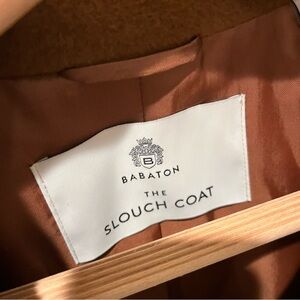 B
BABATON
THE
SLOUCH COAT